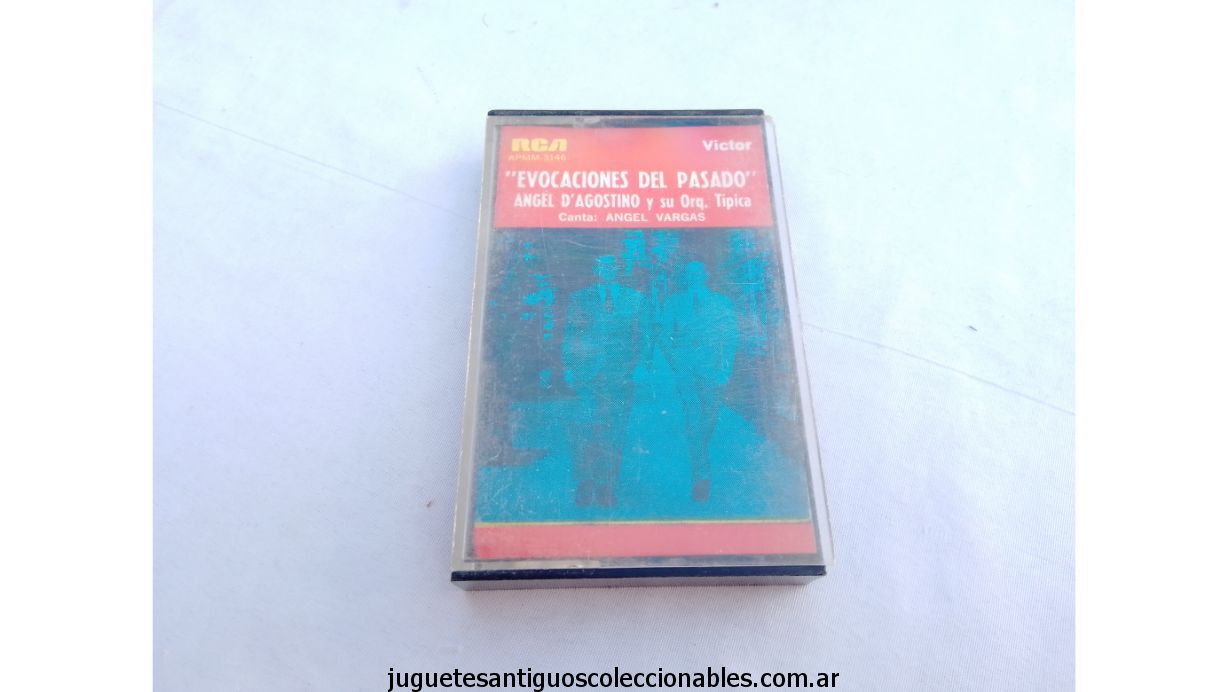 RCA Victor
APMM-3146
"EVOCACIONES DEL PASADO"
ANGEL D'AGOSTINO y su Orq. Típica
Canta: ANGEL VARGAS
juguetesantiguoscoleccionables.com.ar